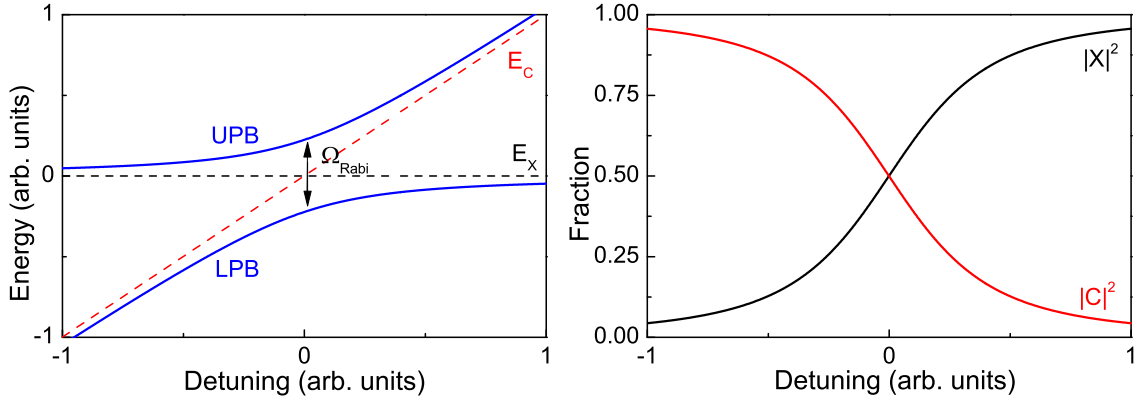 1
0
-1
Energy (arb. units)
UPB
LPB
E_C
E_X
Ω_Rabi
-1
0
1
Detuning (arb. units)
1.00
0.75
0.50
0.25
0.00
Fraction
|X|²
|C|²
-1
0
1
Detuning (arb. units)